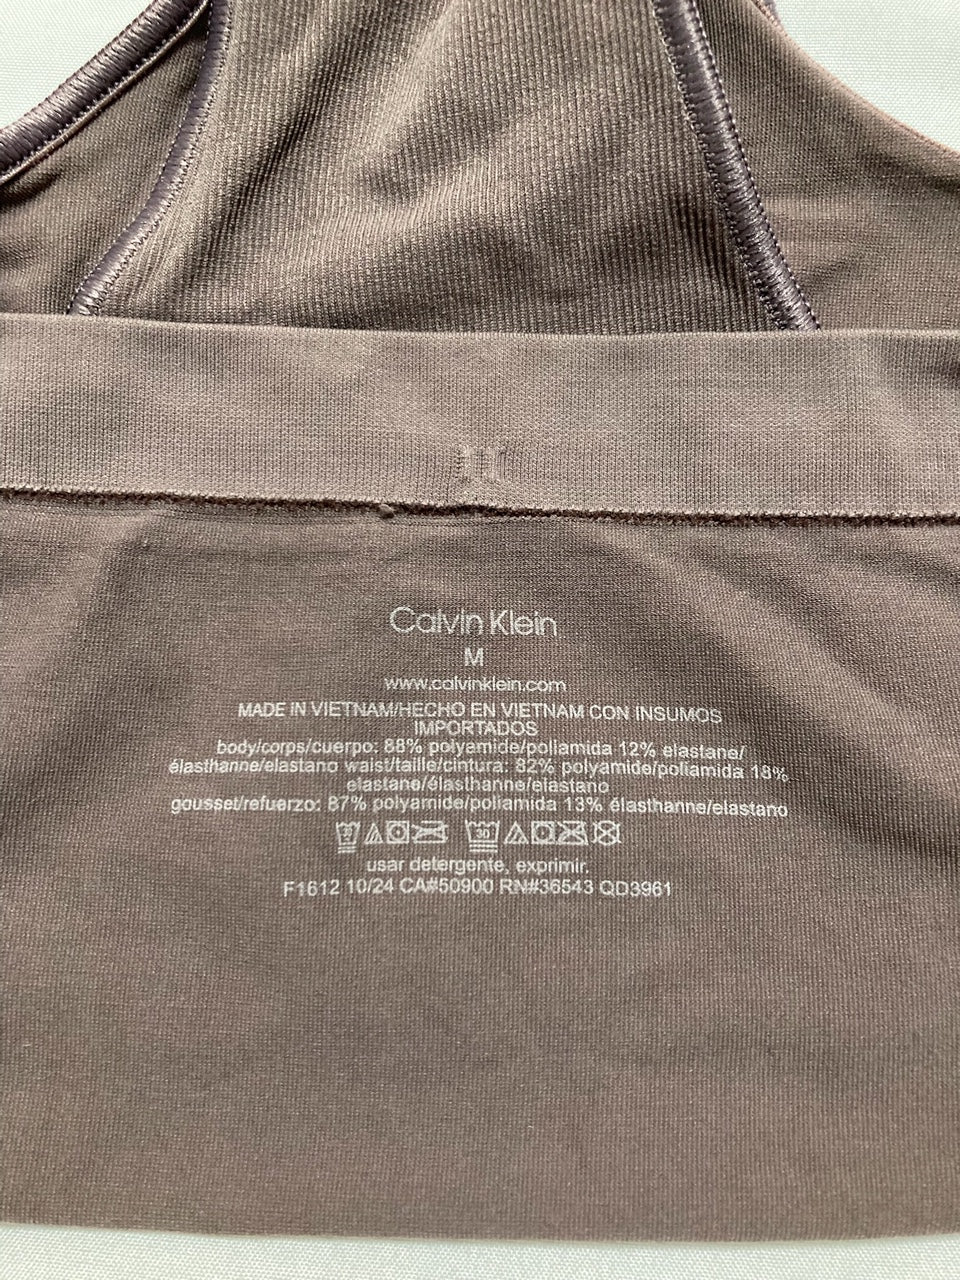 Calvin Klein
M
www.calvinklein.com
MADE IN VIETNAM/HECHO EN VIETNAM CON INSUMOS
IMPORTADOS
body/corps/cuerpo: 88% polyamide/poliamida 12% elastane/
élasthanne/elastano waist/taille/cintura: 82% polyamide/poliamida 18%
elastane/élasthanne/elastano
gousset/refuerzo: 87% polyamide/poliamida 13% élasthanne/elastano
30
usar detergente, exprimir.
F1612 10/24 CA#50900 RN#36543 QD3961